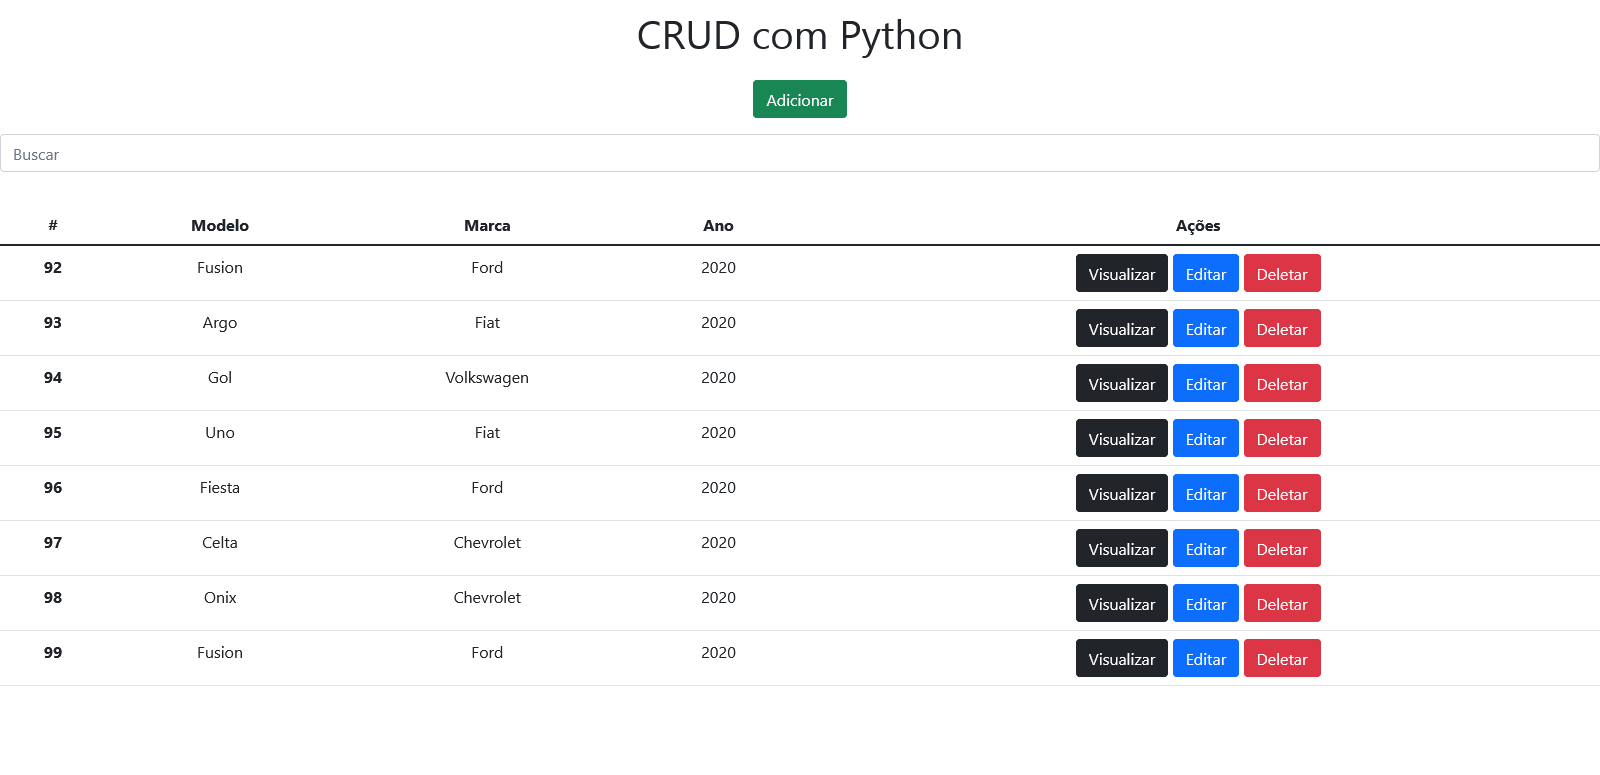 CRUD com Python
Adicionar
Buscar
# Modelo Marca Ano Ações
92 Fusion Ford 2020 Visualizar Editar Deletar
93 Argo Fiat 2020 Visualizar Editar Deletar
94 Gol Volkswagen 2020 Visualizar Editar Deletar
95 Uno Fiat 2020 Visualizar Editar Deletar
96 Fiesta Ford 2020 Visualizar Editar Deletar
97 Celta Chevrolet 2020 Visualizar Editar Deletar
98 Onix Chevrolet 2020 Visualizar Editar Deletar
99 Fusion Ford 2020 Visualizar Editar Deletar